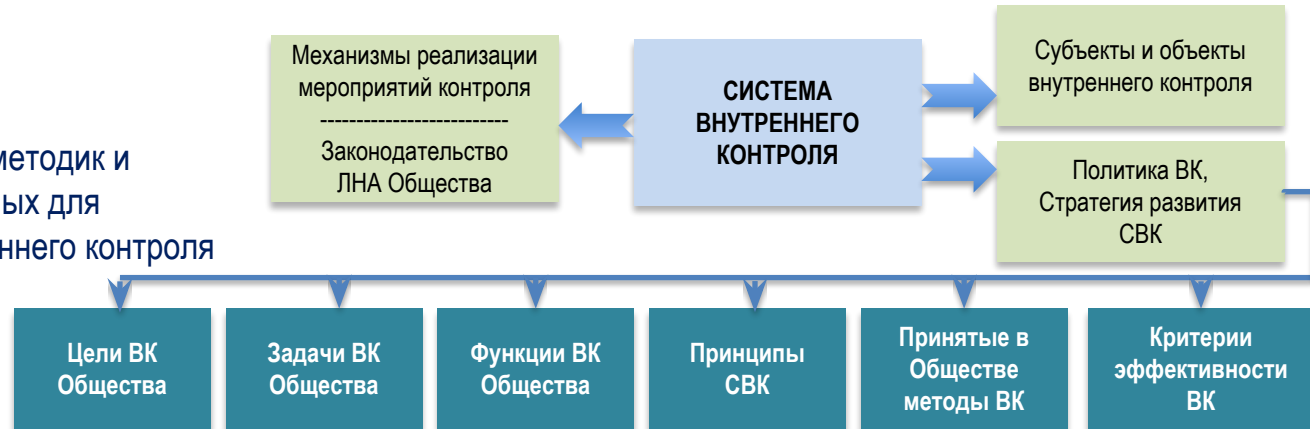 Механизмы реализации
мероприятий контроля
--------------------------
Законодательство
ЛНА Общества
СИСТЕМА
ВНУТРЕННЕГО
КОНТРОЛЯ
Субъекты и объекты
внутреннего контроля
Политика ВК,
Стратегия развития
СВК
методик и
ых для
него контроля
Цели ВК
Общества
Задачи ВК
Общества
Функции ВК
Общества
Принципы
СВК
Принятые в
Обществе
методы ВК
Критерии
эффективности
ВК